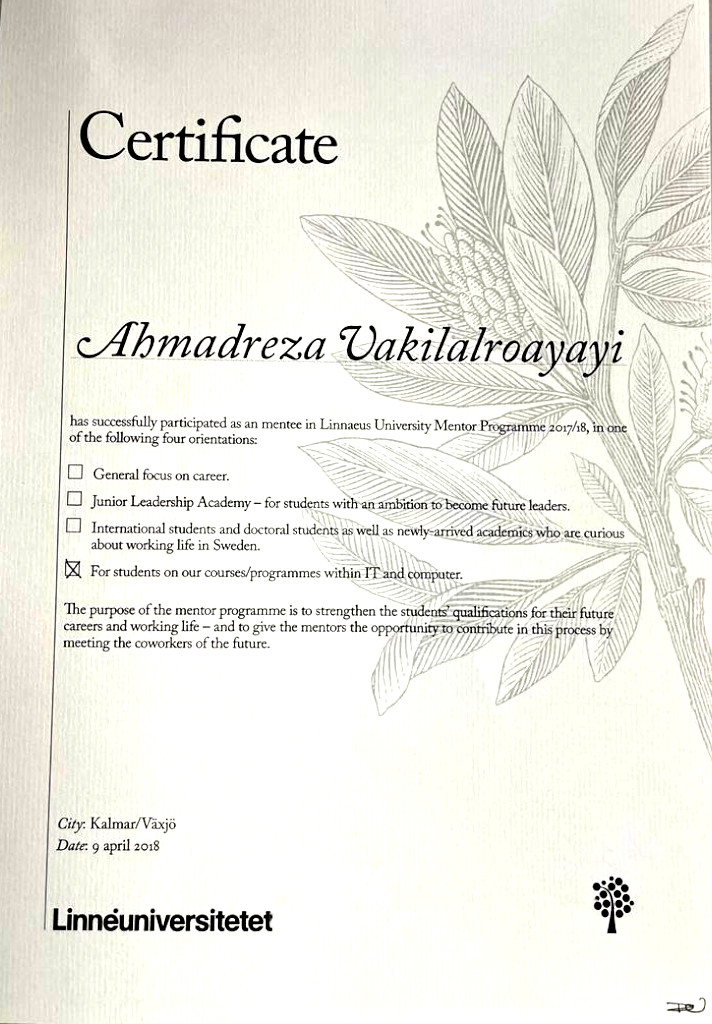 Certificate
Ahmadreza Vakilalroayayi
has successfully participated as an mentee in Linnaeus University Mentor Programme 2017/18, in one
of the following four orientations:
☐ General focus on career.
☐ Junior Leadership Academy – for students with an ambition to become future leaders.
☐ International students and doctoral students as well as newly-arrived academics who are curious
about working life in Sweden.
☒ For students on our courses/programmes within IT and computer.
The purpose of the mentor programme is to strengthen the students' qualifications for their future
careers and working life – and to give the mentors the opportunity to contribute in this process by
meeting the coworkers of the future.
City: Kalmar/Växjö
Date: 9 april 2018
Linnéuniversitetet